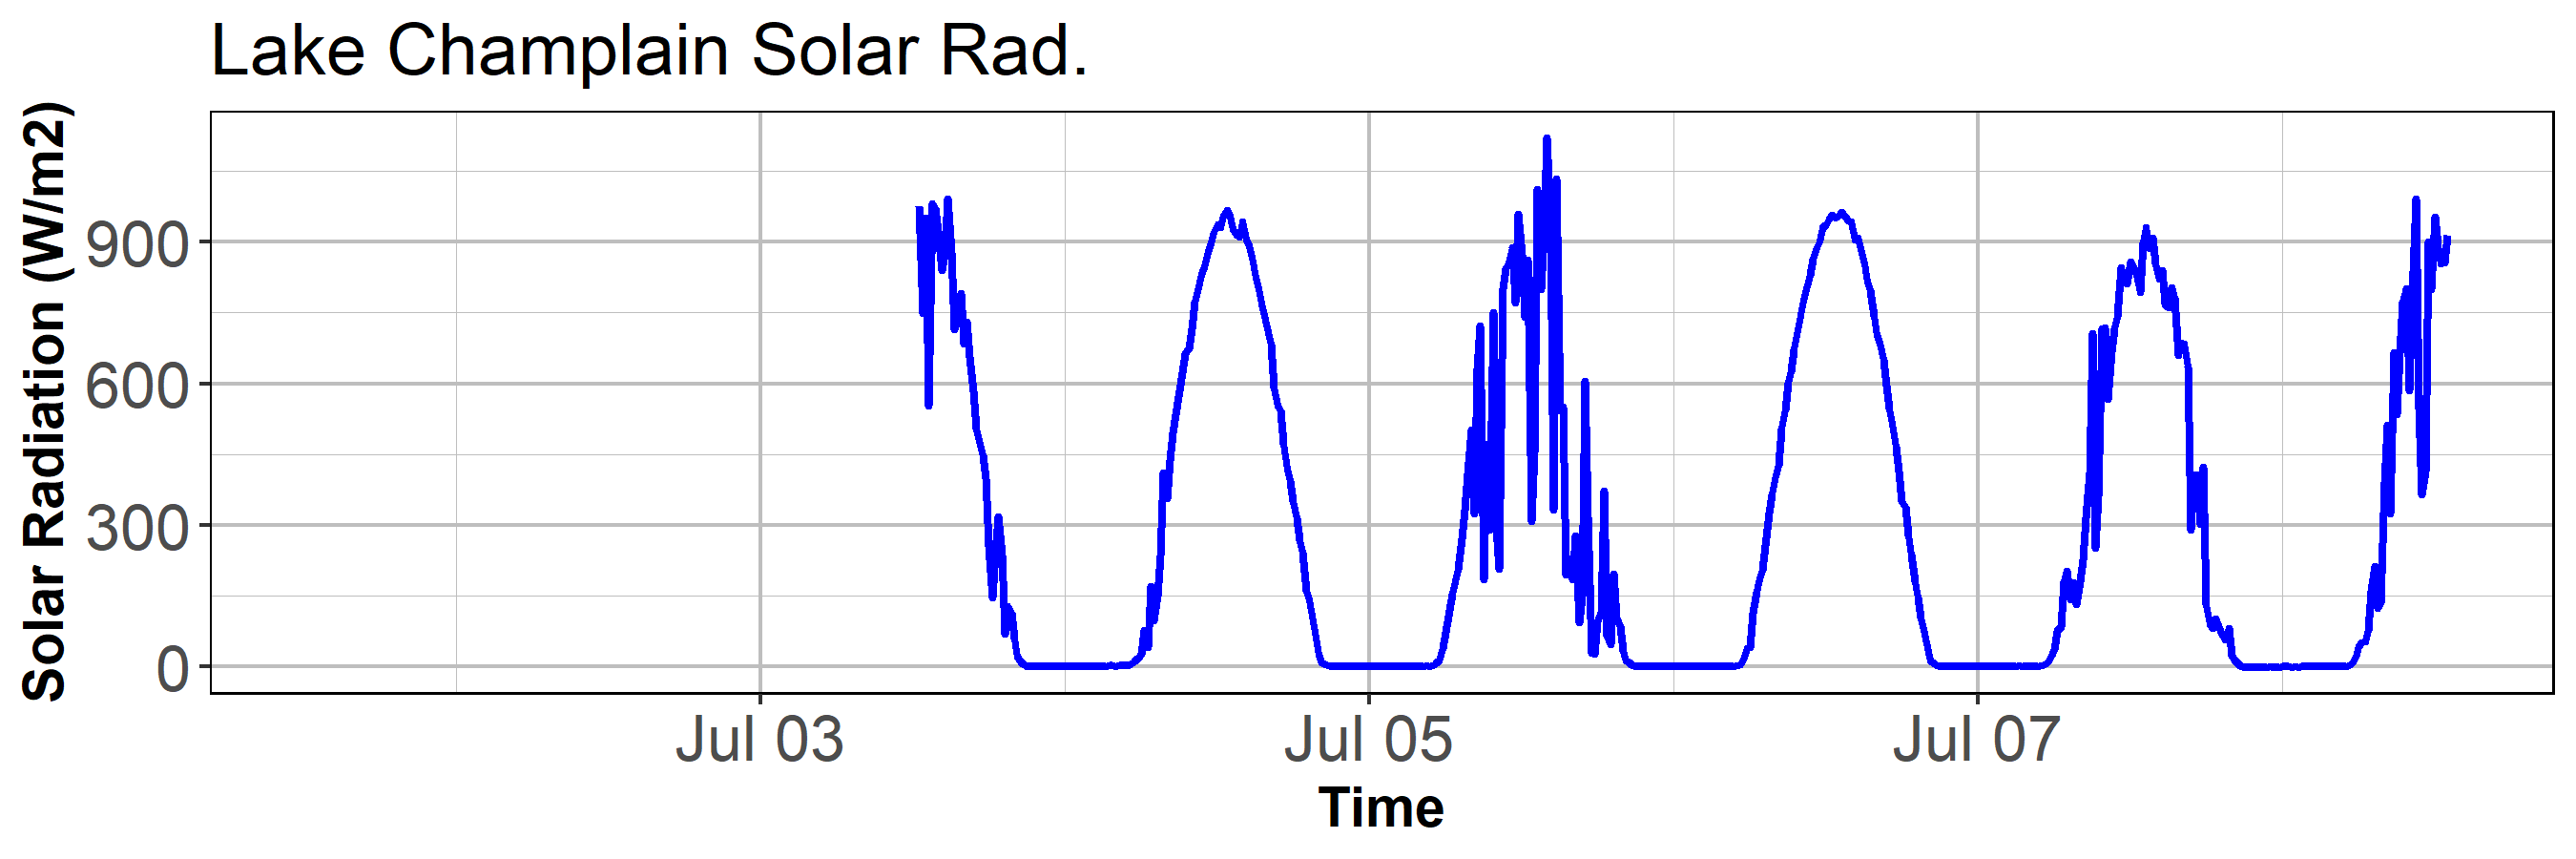 Lake Champlain Solar Rad.
Solar Radiation (W/m2)
900
600
300
0
Jul 03 Jul 05 Jul 07
Time